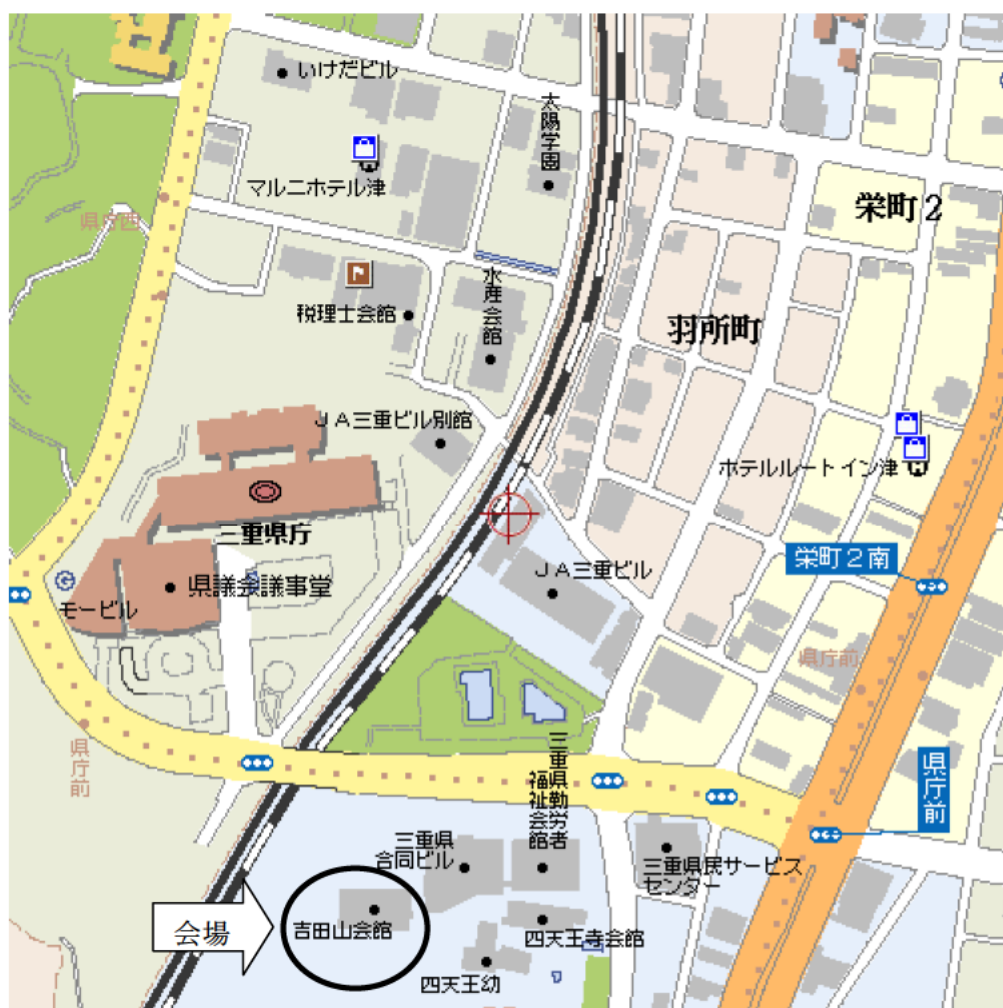 いけだビル
太陽学園
マルニホテル津
県庁西
栄町２
水産会館
税理士会館
羽所町
ＪＡ三重ビル別館
ホテルルートイン津
三重県庁
栄町２南
ＪＡ三重ビル
県議会議事堂
モービル
県庁前
県庁前
県庁前
三重県勤労者
福祉会館
三重県
合同ビル
三重県民サービス
センター
会場
吉田山会館
四天王寺会館
四天王幼